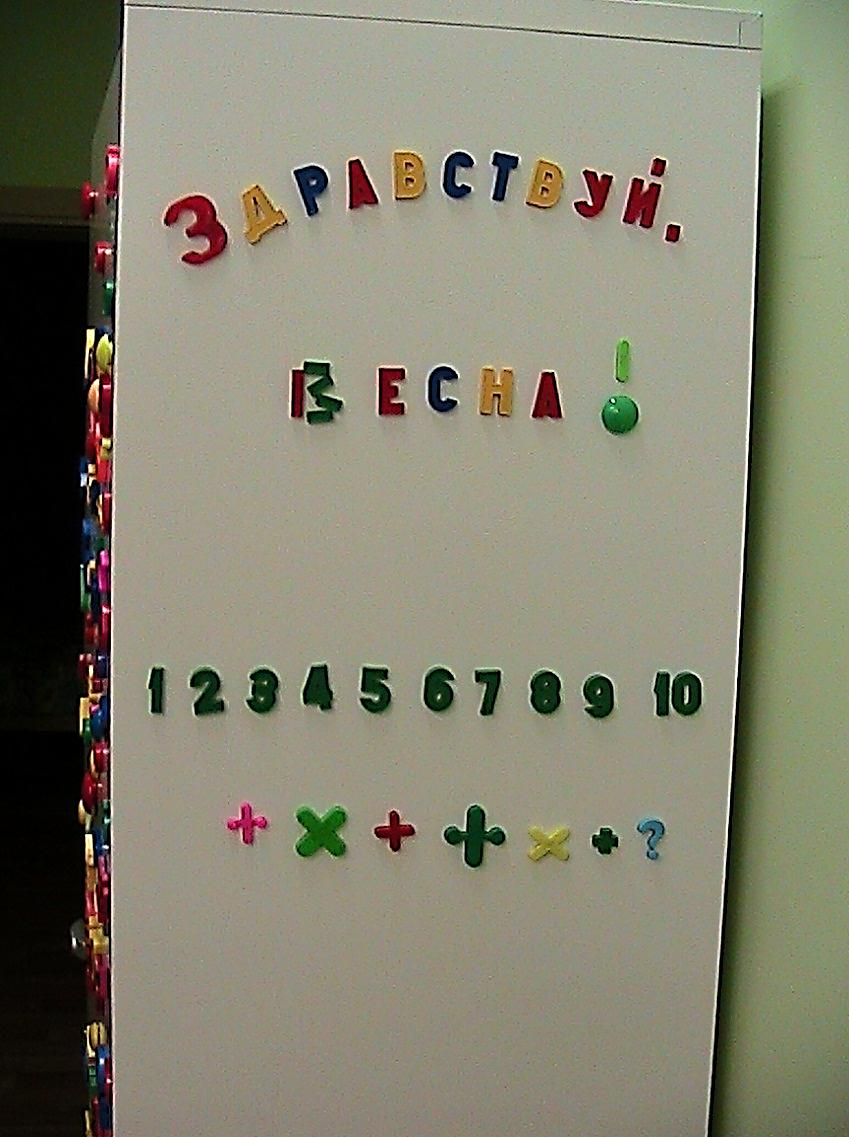 ЗДРАВСТВУЙ.
ВЕСНА!
1 2 3 4 5 6 7 8 9 10
+ × + + × + ?